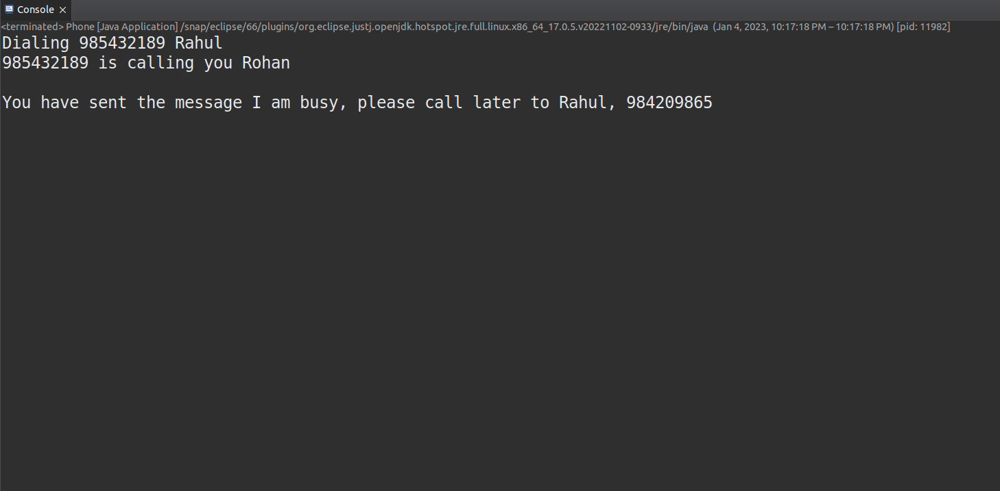 Console
<terminated> Phone [Java Application] /snap/eclipse/66/plugins/org.eclipse.justj.openjdk.hotspot.jre.full.linux.x86_64_17.0.5.v20221102-0933/jre/bin/java (Jan 4, 2023, 10:17:18 PM – 10:17:18 PM) [pid: 11982]
Dialing 985432189 Rahul
985432189 is calling you Rohan
You have sent the message I am busy, please call later to Rahul, 984209865